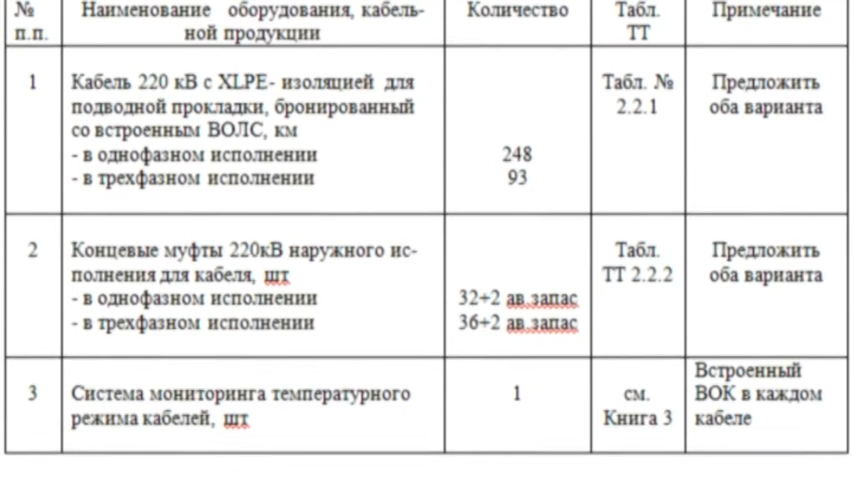 № п.п.
Наименование оборудования, кабель-
ной продукции
Количество
Табл.
ТТ
Примечание
1
Кабель 220 кВ с XLPE- изоляцией для
подводной прокладки, бронированный
со встроенным ВОЛС, км
- в однофазном исполнении
- в трехфазном исполнении
248
93
Табл. №
2.2.1
Предложить
оба варианта
2
Концевые муфты 220кВ наружного ис-
полнения для кабеля, шт
- в однофазном исполнении
- в трехфазном исполнении
32+2 ав.запас
36+2 ав.запас
Табл.
ТТ 2.2.2
Предложить
оба варианта
3
Система мониторинга температурного
режима кабелей, шт
1
см.
Книга 3
Встроенный
ВОК в каждом
кабеле